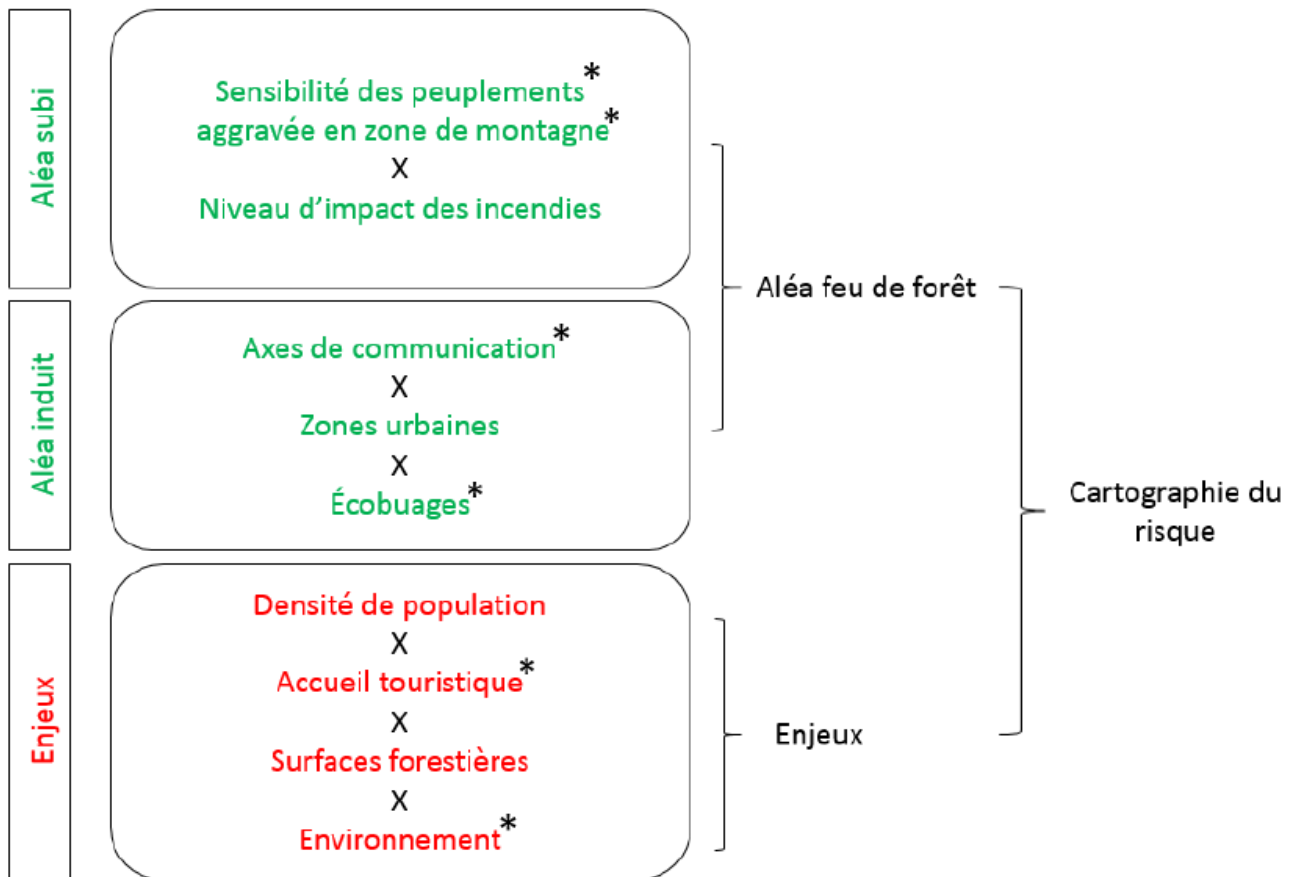 Aléa subi
Sensibilité des peuplements*
aggravée en zone de montagne*
X
Niveau d'impact des incendies
Aléa induit
Axes de communication*
X
Zones urbaines
X
Écobuages*
Aléa feu de forêt
Enjeux
Densité de population
X
Accueil touristique*
X
Surfaces forestières
X
Environnement*
Enjeux
Cartographie du
risque